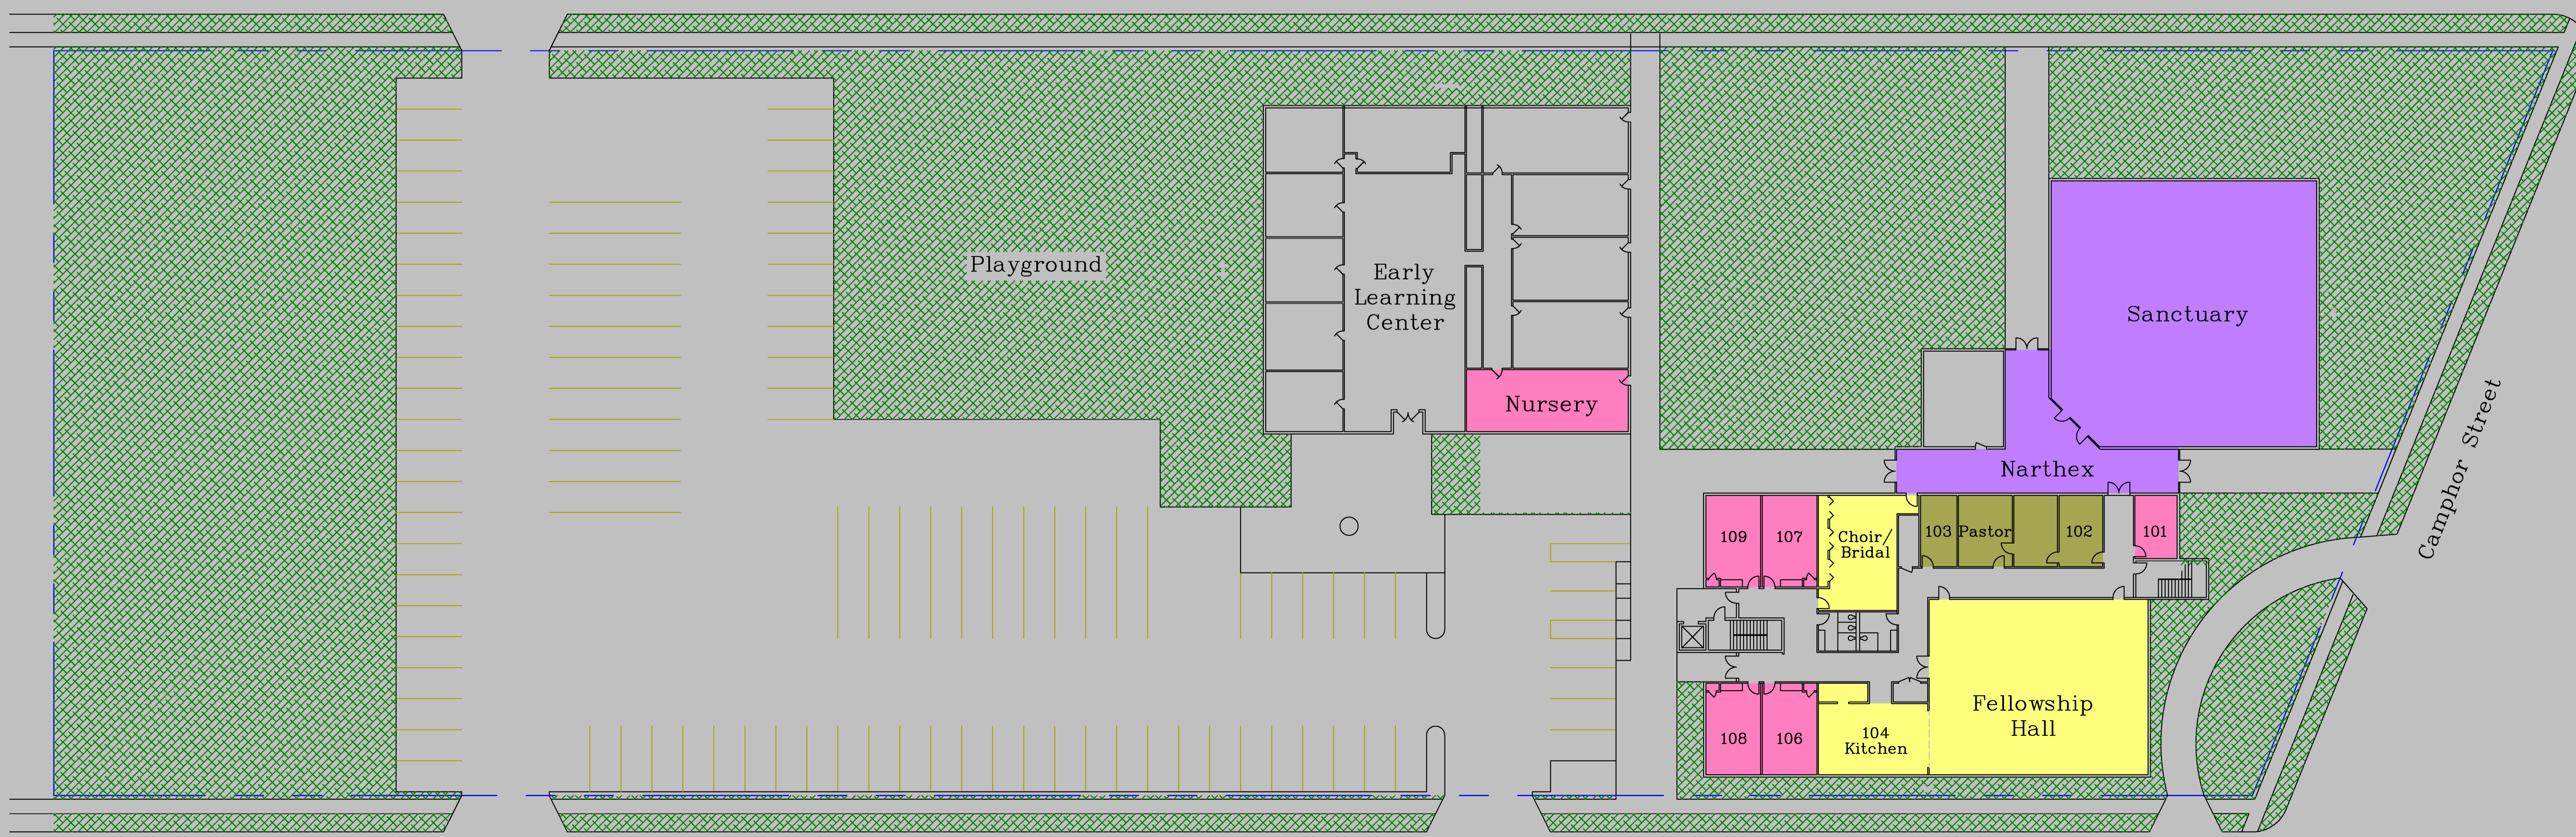 Playground
Early
Learning
Center
Nursery
Sanctuary
Narthex
Camphor Street
109
107
Choir/
Bridal
103
Pastor
102
101
108
106
104
Kitchen
Fellowship
Hall